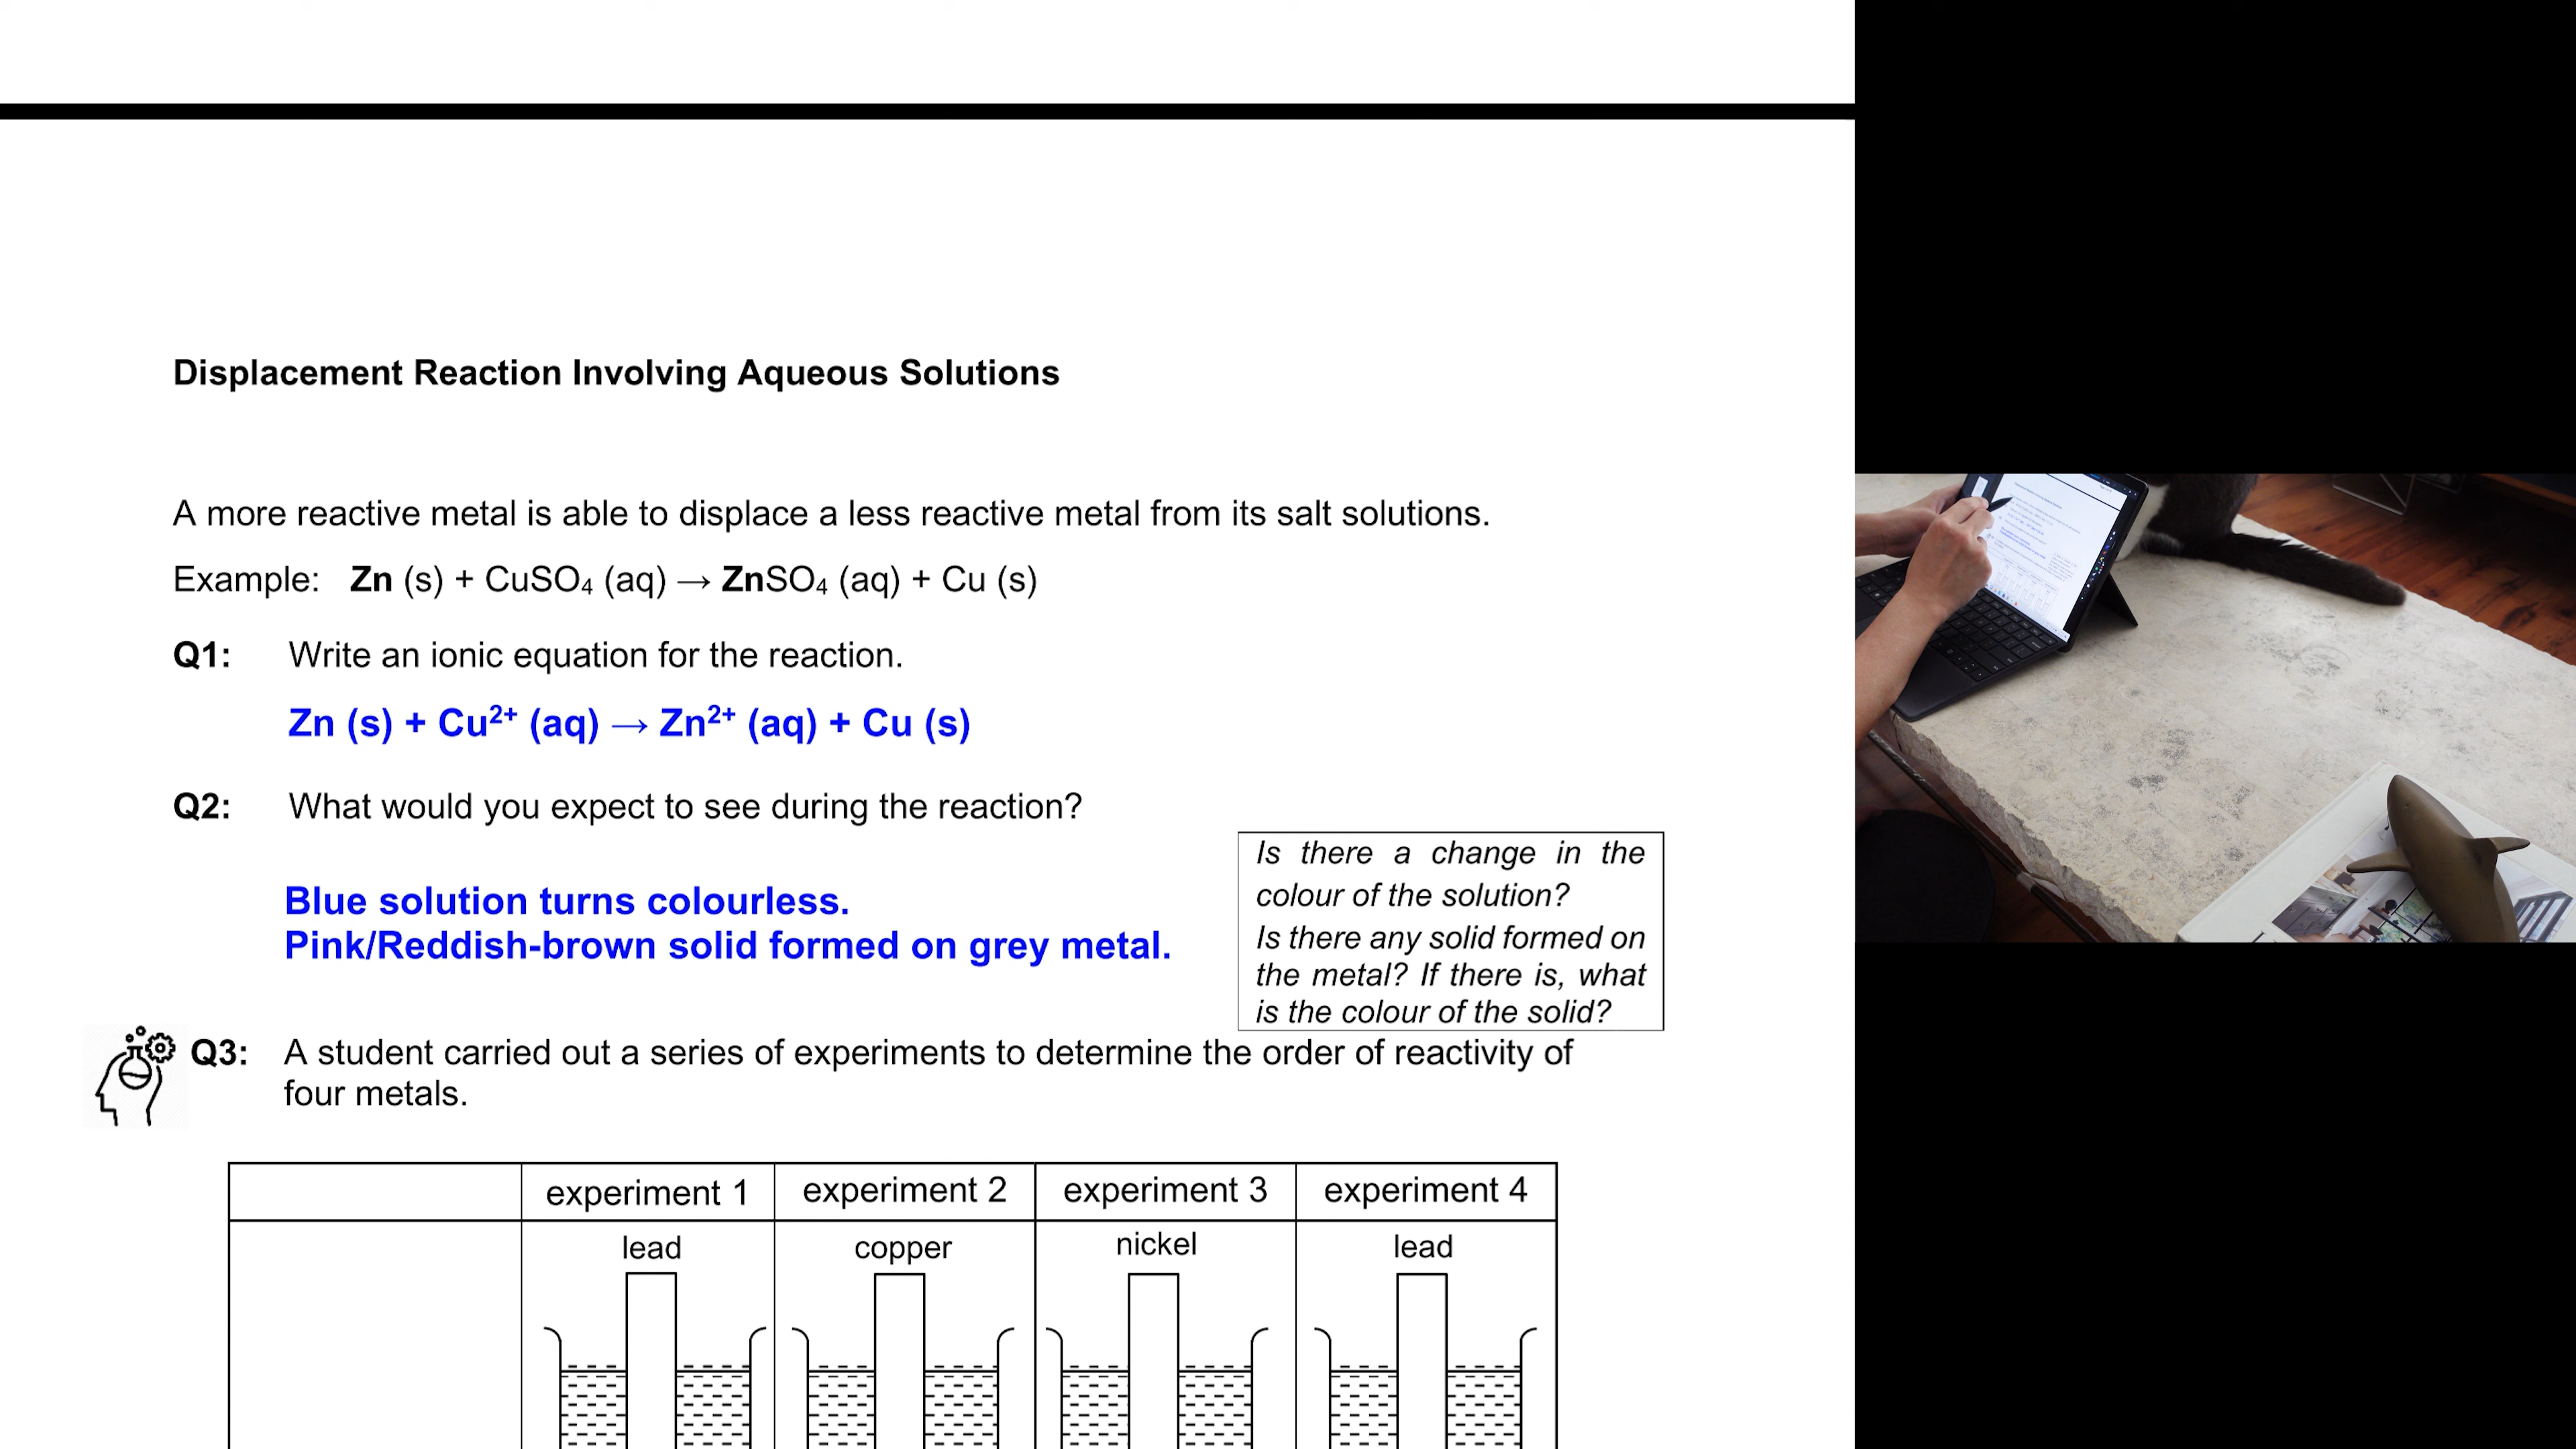 Displacement Reaction Involving Aqueous Solutions
A more reactive metal is able to displace a less reactive metal from its salt solutions.
Example: Zn (s) + CuSO₄ (aq) → ZnSO₄ (aq) + Cu (s)
Q1: Write an ionic equation for the reaction.
Zn (s) + Cu²⁺ (aq) → Zn²⁺ (aq) + Cu (s)
Q2: What would you expect to see during the reaction?
Blue solution turns colourless.
Pink/Reddish-brown solid formed on grey metal.
Is there a change in the
colour of the solution?
Is there any solid formed on
the metal? If there is, what
is the colour of the solid?
Q3: A student carried out a series of experiments to determine the order of reactivity of
four metals.
experiment 1 experiment 2 experiment 3 experiment 4
lead copper nickel lead